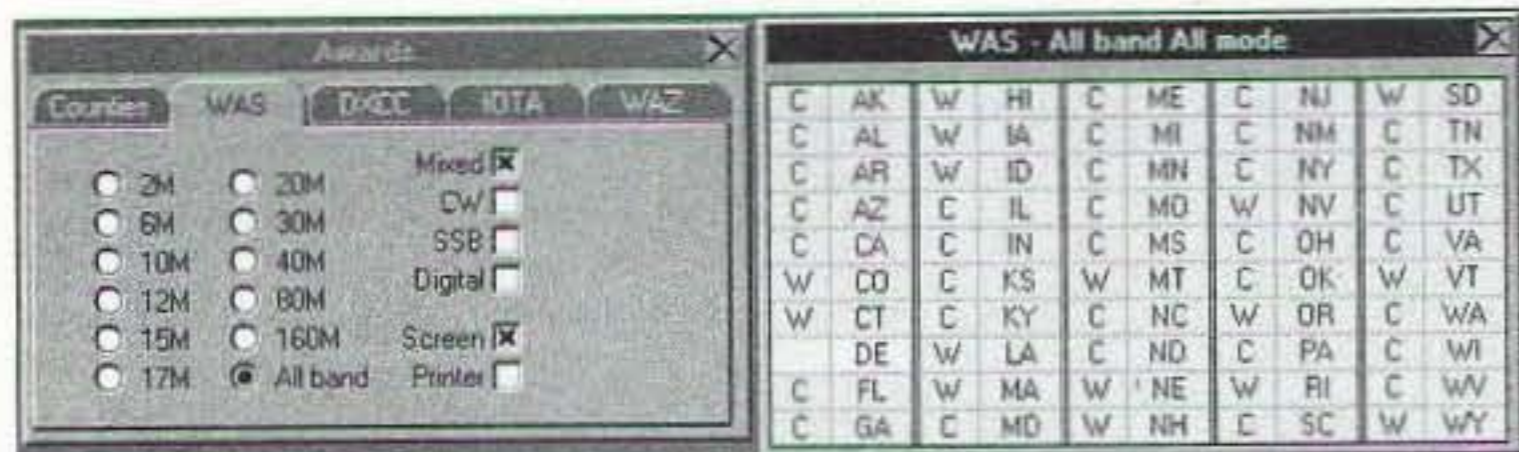 Awards
Counties WAS DXCC IOTA WAZ
2M 20M Mixed
6M 30M CW
10M 40M SSB
12M 80M Digital
15M 160M Screen
17M All band Printer
WAS - All band All mode
C AK W HI C ME C NJ W SD
C AL W IA C MI C NM C TN
C AR W ID C MN C NY C TX
C AZ C IL C MO W NV C UT
C CA C IN C MS C OH C VA
W CO C KS W MT C OK W VT
W CT C KY C NC W OR C WA
DE W LA C ND C PA C WI
C FL W MA W NE W RI C WV
C GA C MD W NH C SC W WY